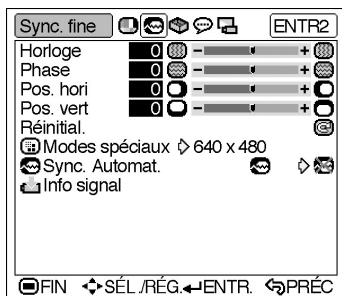 Sync. fine ENTR2
Horloge 0 - +
Phase 0 - +
Pos. hori 0 - +
Pos. vert 0 - +
Réinitial.
Modes spéciaux 640 x 480
Sync. Automat.
Info signal
FIN SÉL./RÉG. ENTR. PRÉC